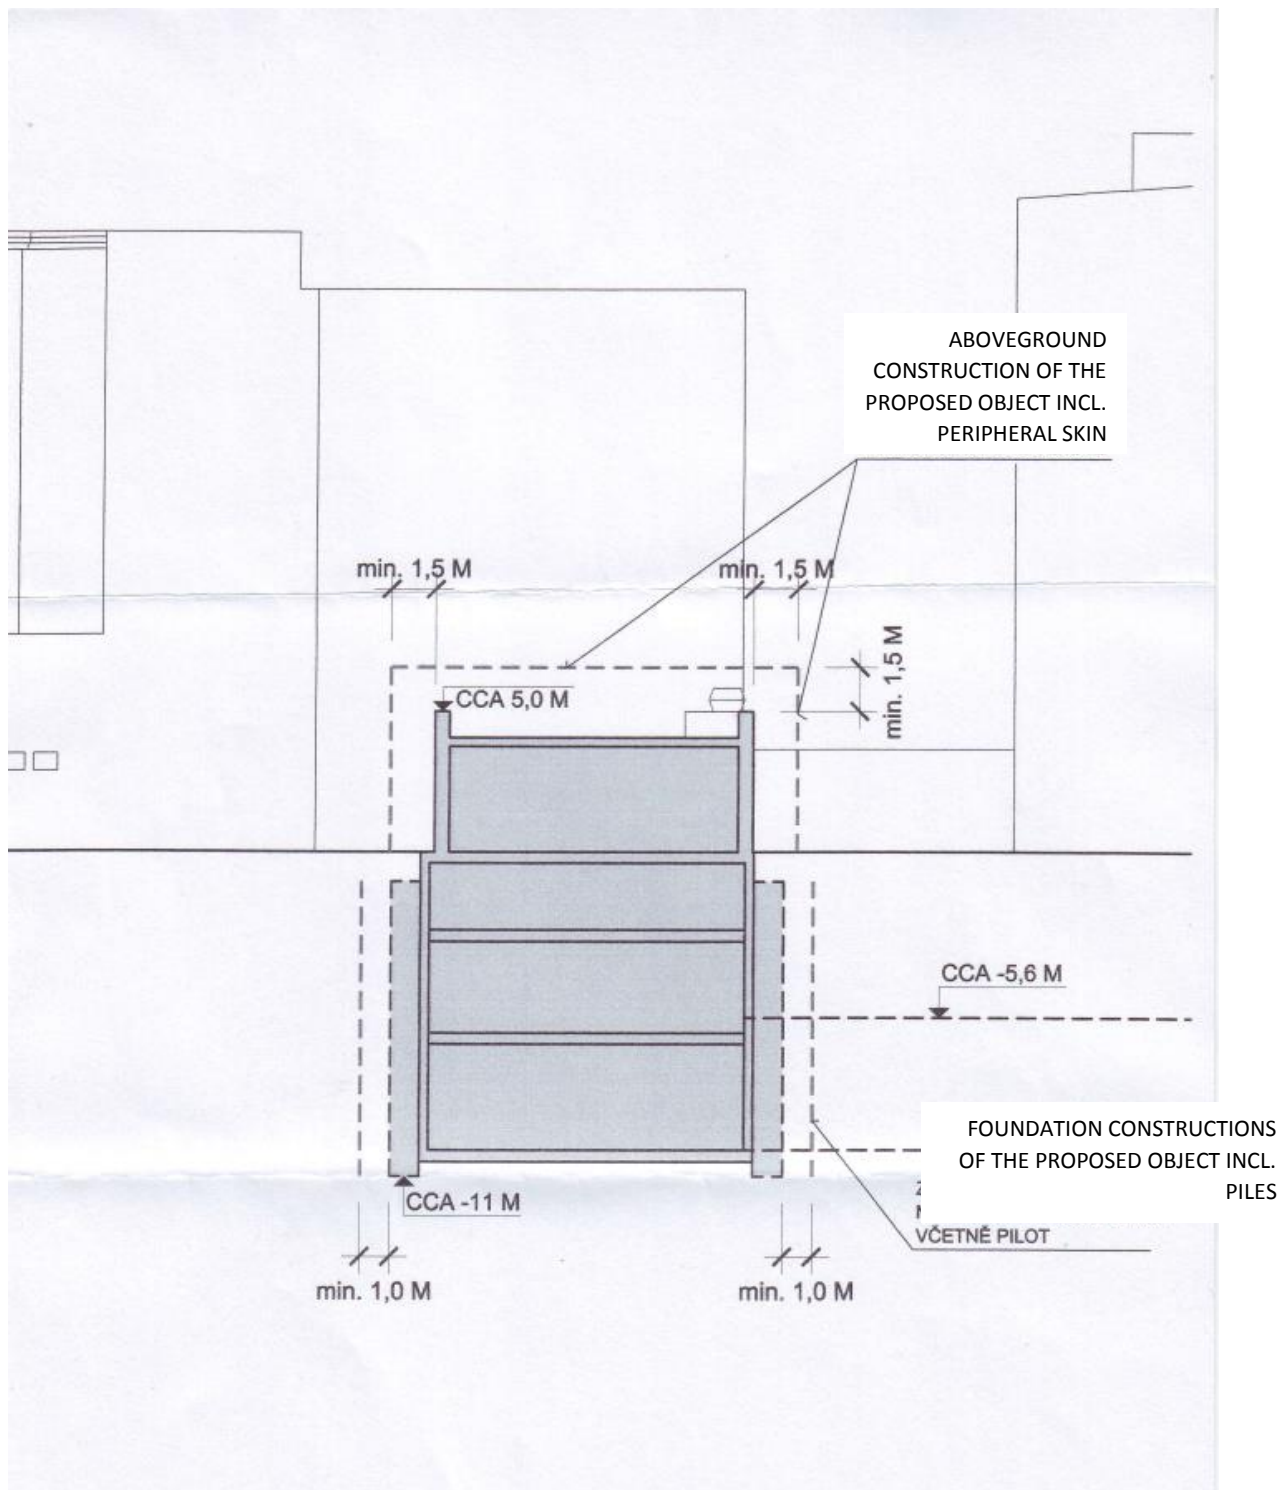 ABOVEGROUND
CONSTRUCTION OF THE
PROPOSED OBJECT INCL.
PERIPHERAL SKIN
min. 1,5 M
min. 1,5 M
min. 1,5 M
CCA 5,0 M
CCA -5,6 M
FOUNDATION CONSTRUCTIONS
OF THE PROPOSED OBJECT INCL.
PILES
VČETNĚ PILOT
CCA -11 M
min. 1,0 M
min. 1,0 M